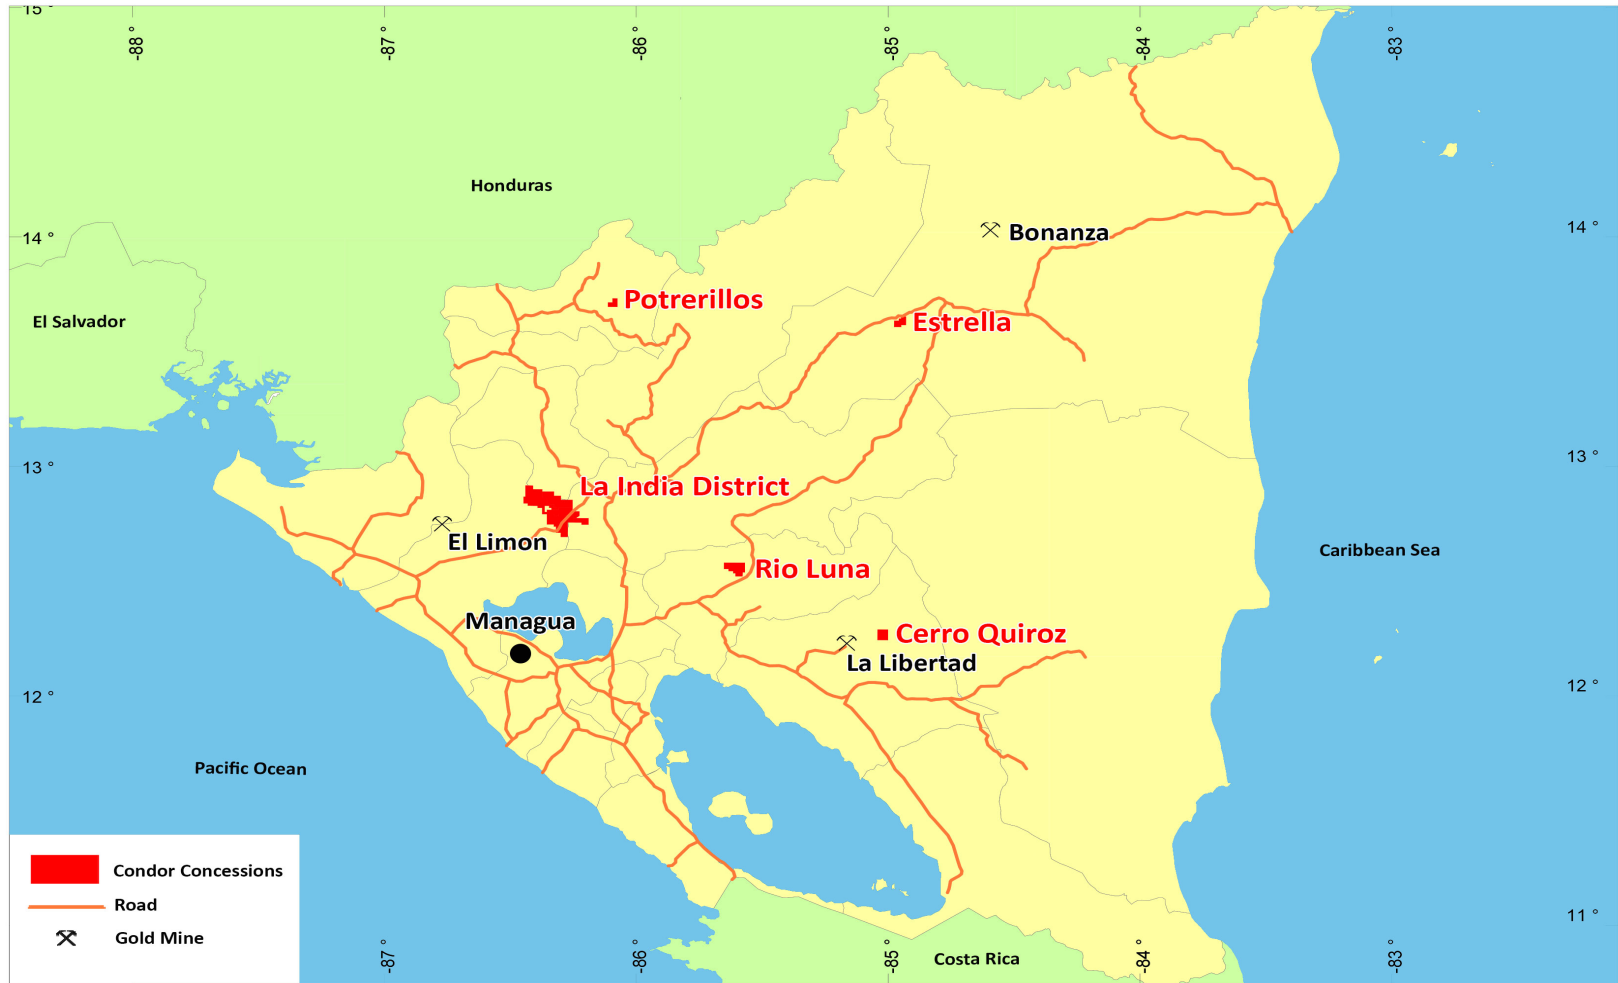 15 °
-88 °
-87 °
-86 °
-85 °
-84 °
-83 °
Honduras
14 °
Bonanza
14 °
Potrerillos
El Salvador
Estrella
13 °
13 °
La India District
El Limon
Caribbean Sea
Rio Luna
Managua
Cerro Quiroz
La Libertad
12 °
12 °
Pacific Ocean
Condor Concessions
Road
Gold Mine
11 °
-87 °
-86 °
-85 °
-84 °
-83 °
Costa Rica